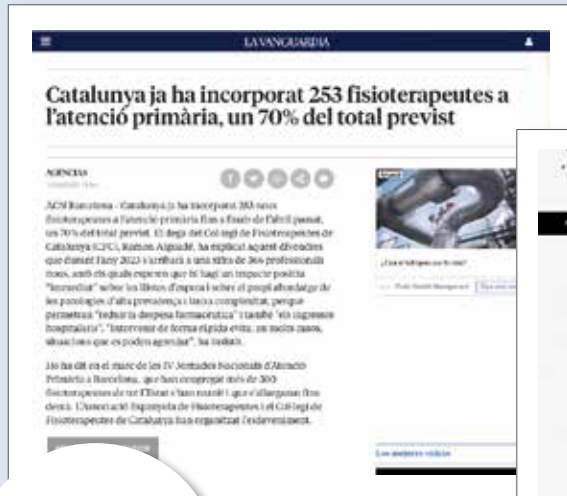 LA VANGUARDIA
Catalunya ja ha incorporat 253 fisioterapeutes a
l'atenció primària, un 70% del total previst
AGENCIAS
ACN Barcelona - Catalunya ja ha incorporat 253 nous
fisioterapeutes a l'atenció primària fins a finals de l'abril passat,
un 70% del total previst. El degà del Col·legi de Fisioterapeutes de
Catalunya (CFC), Ramon Aiguadé, ha explicat aquest divendres
que durant l'any 2023 s'arribarà a una xifra de 366 professionals
nous, amb els quals esperen que hi hagi un impacte positiu
"immediat" sobre les llistes d'espera i sobre el propi abordatge de
les patologies d'alta prevalença i baixa complexitat, perquè
permetran "reduir la despesa farmacèutica" i també "els ingressos
hospitalaris". "Intervenir de forma ràpida evita, en molts casos,
situacions que es poden agreujar", ha insistit.
Ho ha dit en el marc de les IV Jornades Nacionals d'Atenció
Primària a Barcelona, que han congregat més de 300
fisioterapeutes de tot l'Estat
demà. L'Associació Espanyola de Fisioterapeutes i el Col·legi de
Fisioterapeutes de Catalunya han organitzat l'esdeveniment.
Los mejores vídeos